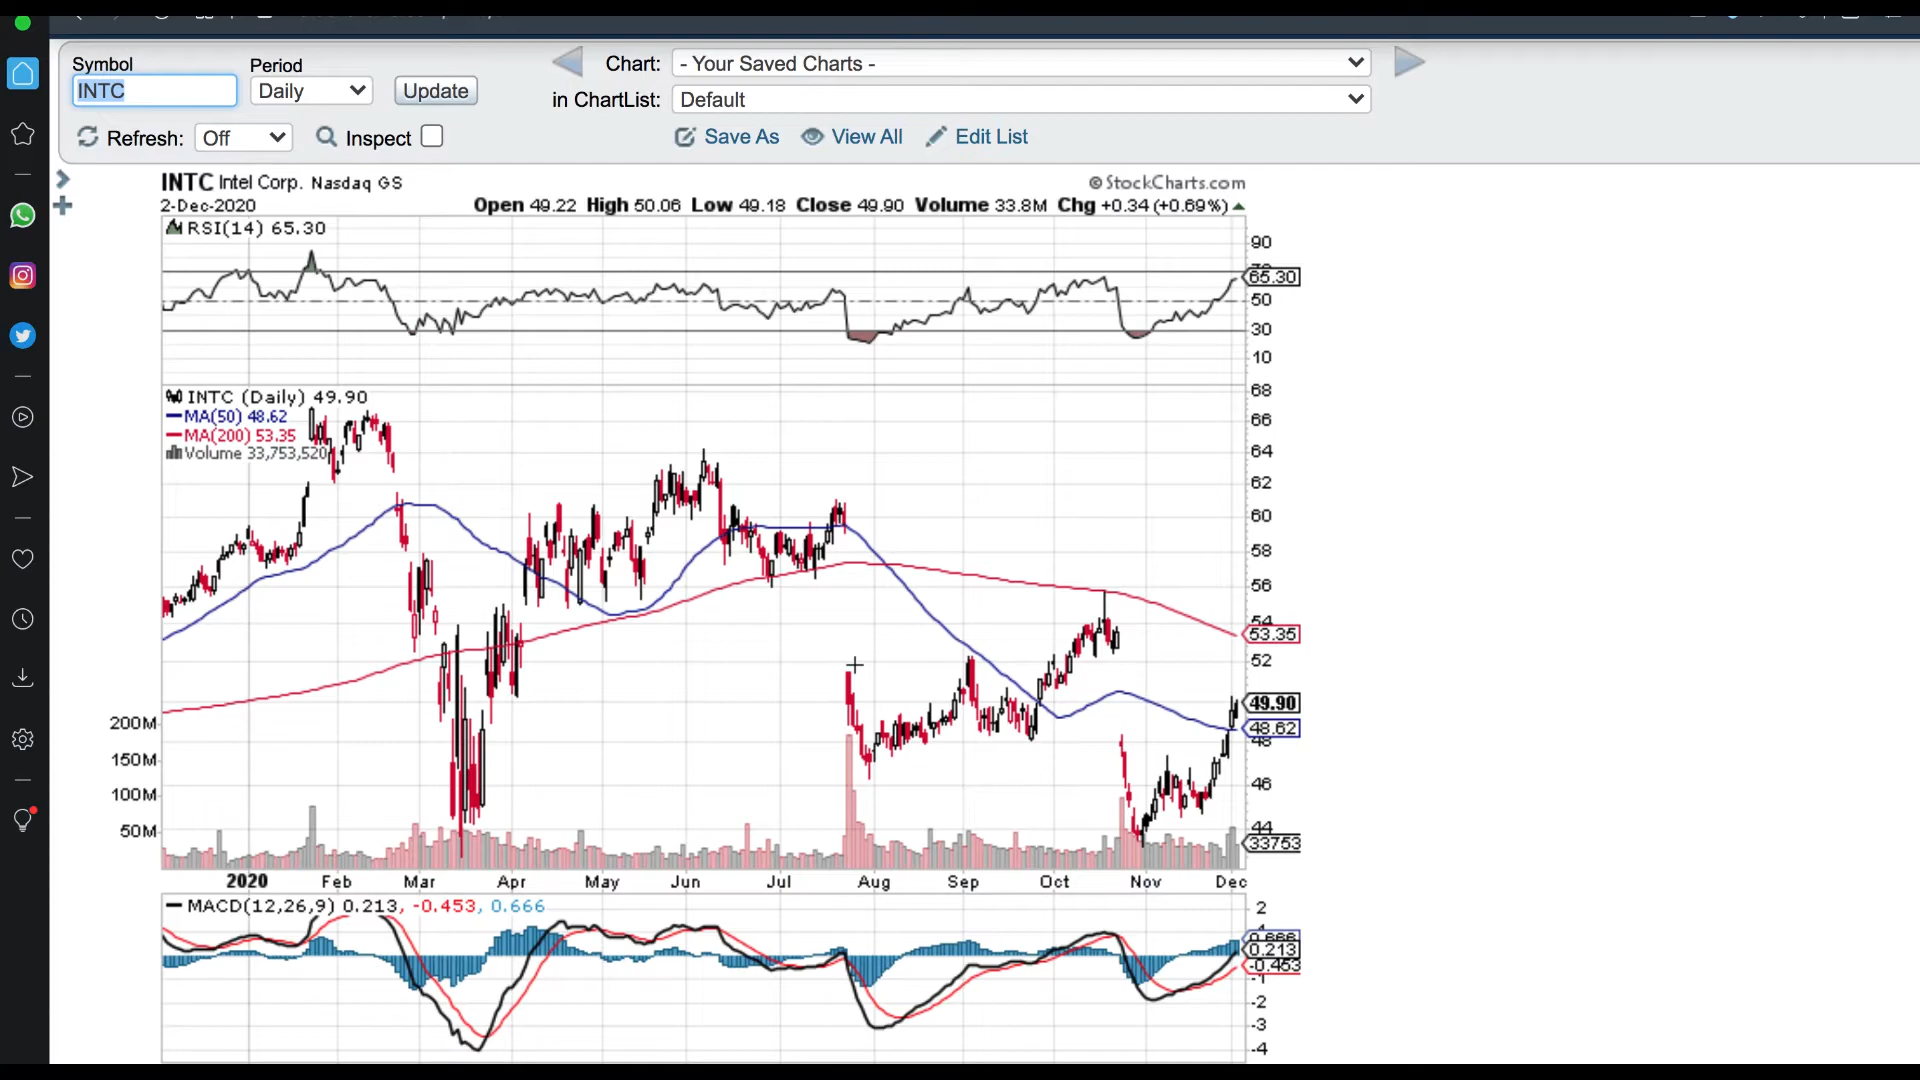 Symbol
Period
INTC
Daily
Update
Chart:
- Your Saved Charts -
in ChartList:
Default
Refresh:
Off
Inspect
Save As
View All
Edit List
INTC Intel Corp. Nasdaq GS
© StockCharts.com
2-Dec-2020
Open 49.22 High 50.06 Low 49.18 Close 49.90 Volume 33.8M Chg +0.34 (+0.69%)
RSI(14) 65.30
90
65.30
50
30
10
INTC (Daily) 49.90
MA(50) 48.62
MA(200) 53.35
Volume 33,753,520
68
66
64
62
60
58
56
54
53.35
52
49.90
48.62
48
46
44
33753
200M
150M
100M
50M
2020 Feb Mar Apr May Jun Jul Aug Sep Oct Nov Dec
MACD(12,26,9) 0.213, -0.453, 0.666
2
0.666
0.213
-0.453
-1
-2
-3
-4